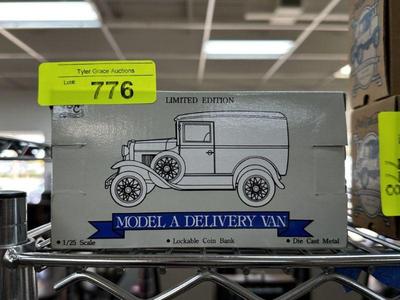 Tyler Grace Auctions
Lot#: 776
LIMITED EDITION
MODEL A DELIVERY VAN
• 1/25 Scale • Lockable Coin Bank • Die Cast Metal
778